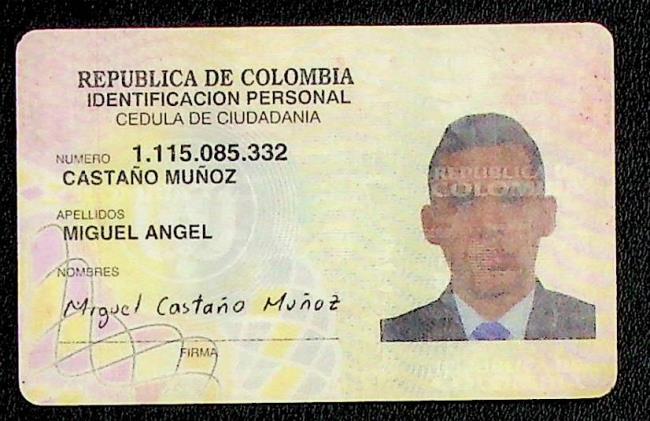 REPUBLICA DE COLOMBIA
IDENTIFICACION PERSONAL
CEDULA DE CIUDADANIA
NUMERO 1.115.085.332
CASTAÑO MUÑOZ
APELLIDOS
MIGUEL ANGEL
NOMBRES
Miguel Castaño Muñoz
FIRMA
REPUBLICA DE
COLOMBIA